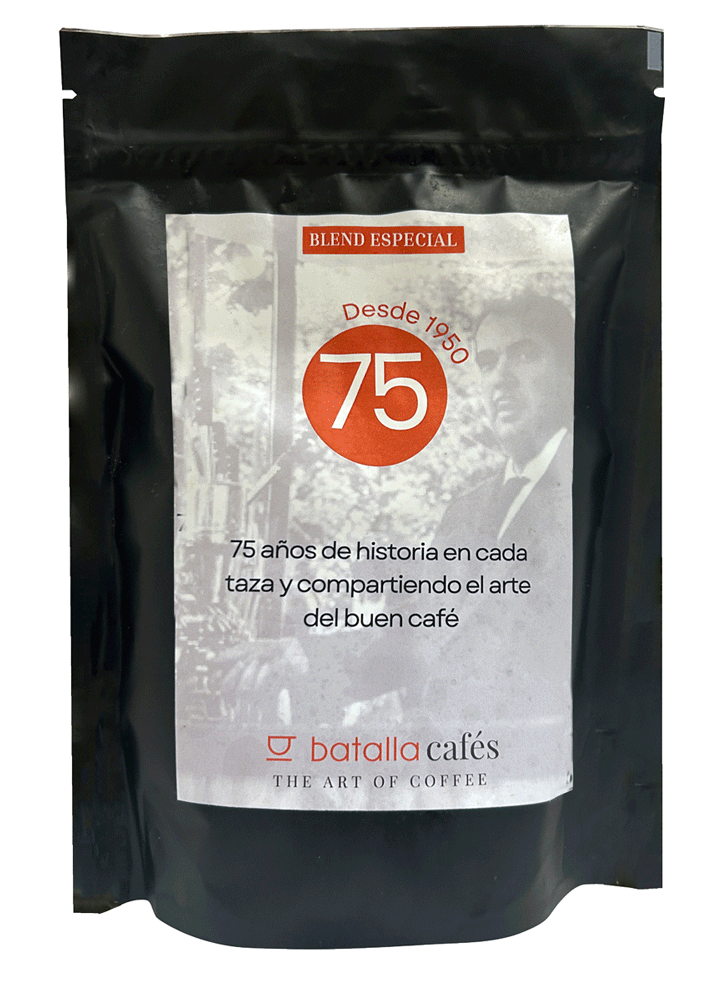 BLEND ESPECIAL
Desde 1950
75
75 años de historia en cada
taza y compartiendo el arte
del buen café
batalla cafés
THE ART OF COFFEE